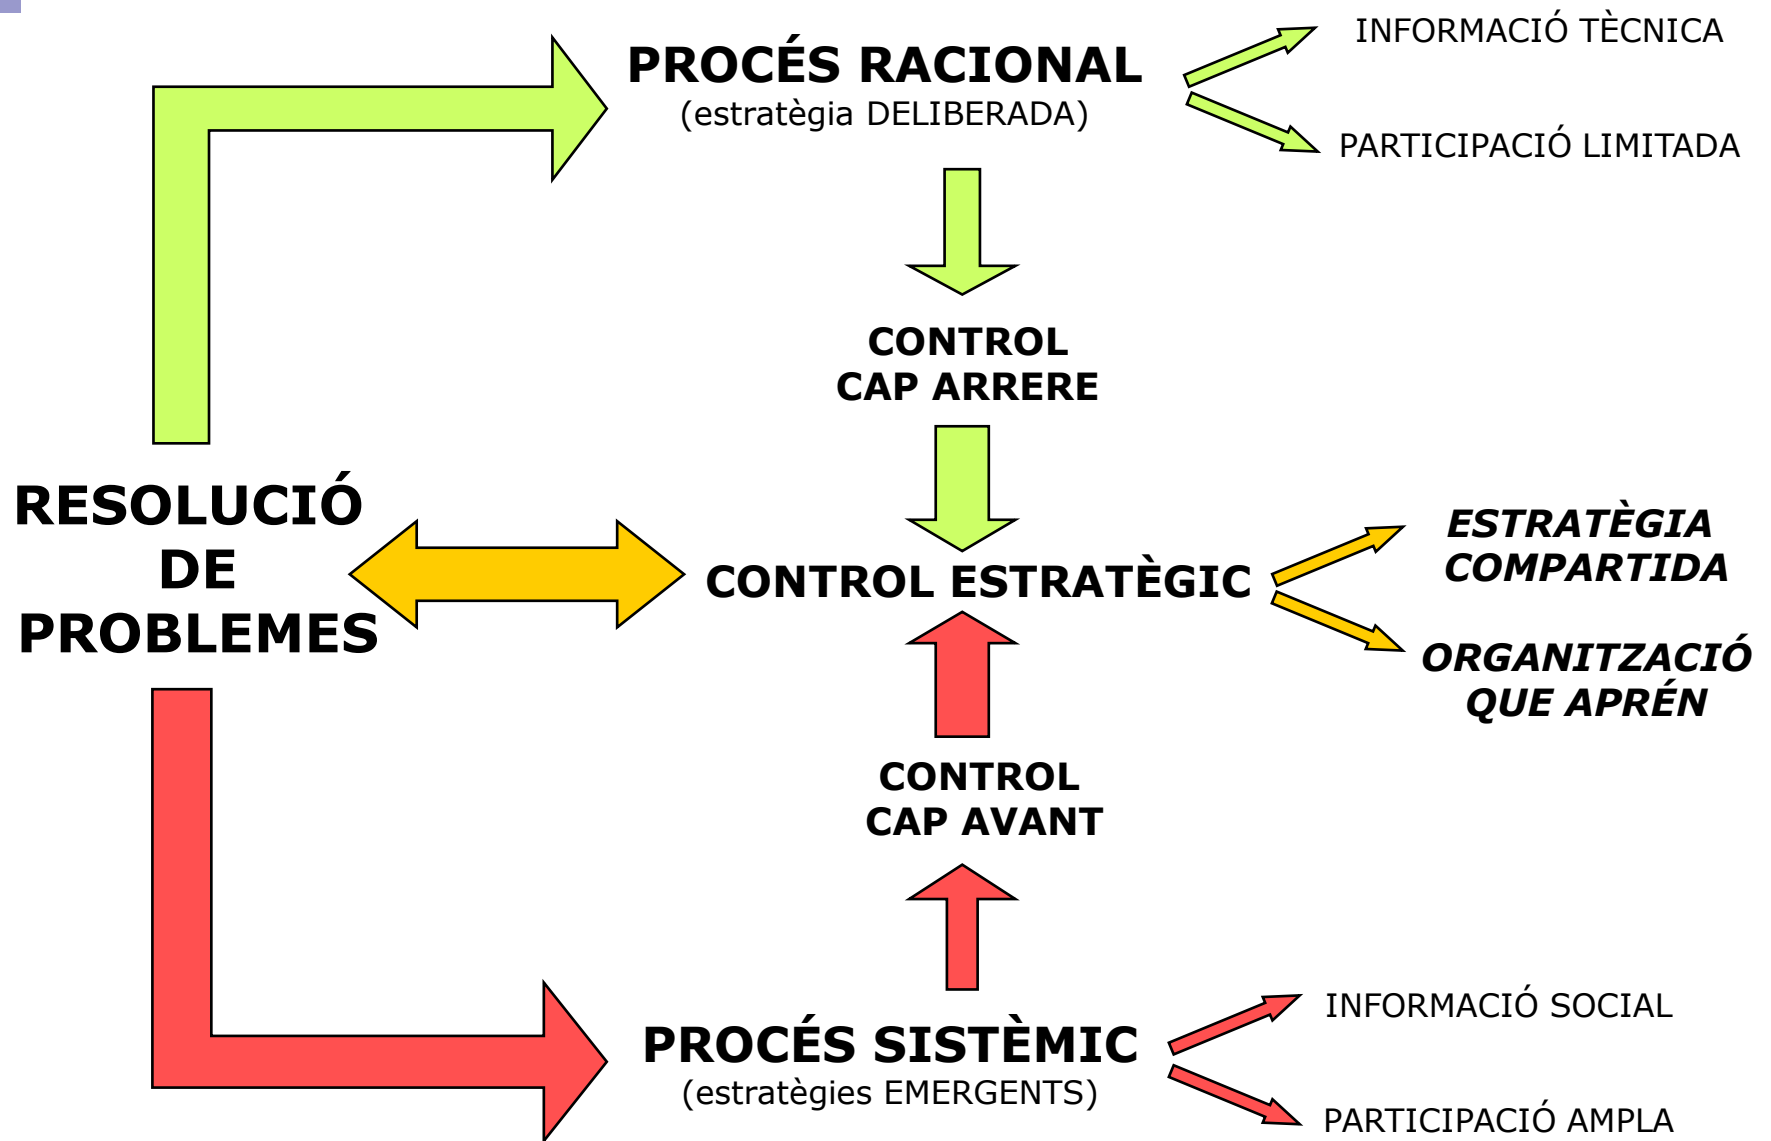 INFORMACIÓ TÈCNICA
PROCÉS RACIONAL
(estratègia DELIBERADA)
PARTICIPACIÓ LIMITADA
CONTROL
CAP ARRERE
RESOLUCIÓ
DE
PROBLEMES
CONTROL ESTRATÈGIC
ESTRATÈGIA
COMPARTIDA
ORGANITZACIÓ
QUE APRÉN
CONTROL
CAP AVANT
PROCÉS SISTÈMIC
(estratègies EMERGENTS)
INFORMACIÓ SOCIAL
PARTICIPACIÓ AMPLA